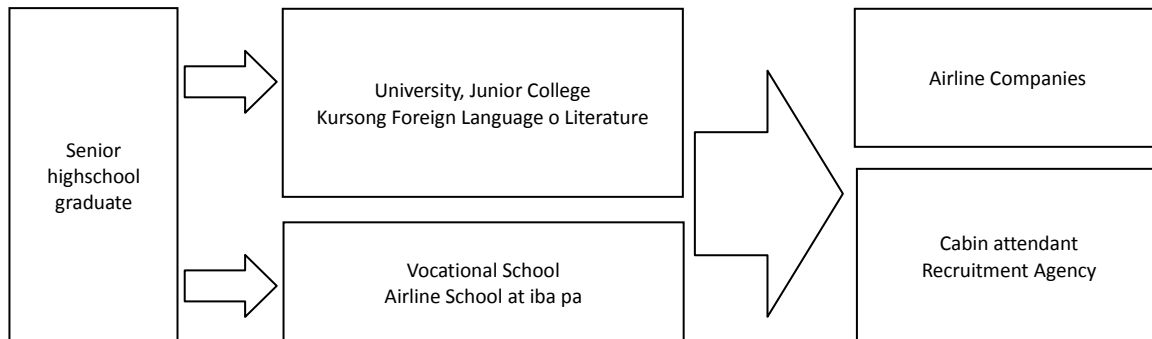 Senior
highschool
graduate
University, Junior College
Kursong Foreign Language o Literature
Vocational School
Airline School at iba pa
Airline Companies
Cabin attendant
Recruitment Agency